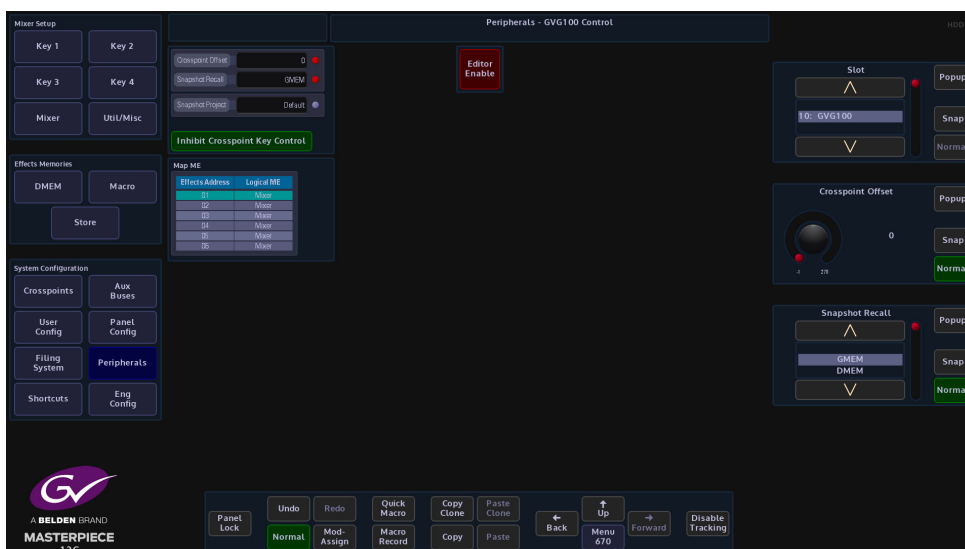 Mixer Setup
Key 1
Key 2
Key 3
Key 4
Mixer
Util/Misc
Effects Memories
DMEM
Macro
Store
System Configuration
Crosspoints
Aux
Buses
User
Config
Panel
Config
Filing
System
Peripherals
Shortcuts
Eng
Config
GV
A BELDEN BRAND
MASTERPIECE
Peripherals - GVG100 Control
Crosspoint Offset 0
Snapshot Recall GMEM
Snapshot Project Default
Inhibit Crosspoint Key Control
Map ME
Effects Address Logical ME
01 Mixer
02 Mixer
03 Mixer
04 Mixer
05 Mixer
06 Mixer
Editor
Enable
HDD
Slot
10: GVG100
Popup
Snap
Norma
Crosspoint Offset
0
-1 270
Popup
Snap
Norma
Snapshot Recall
GMEM
DMEM
Popup
Snap
Norma
Panel
Lock
Undo
Redo
Normal
Mod-
Assign
Quick
Macro
Macro
Record
Copy
Clone
Paste
Clone
Copy
Paste
Back
Up
Menu
670
Forward
Disable
Tracking